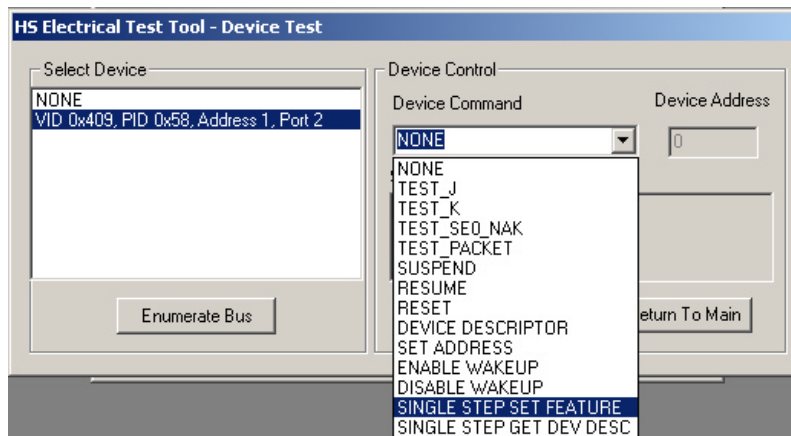 HS Electrical Test Tool - Device Test
Select Device
NONE
VID 0x409, PID 0x58, Address 1, Port 2
Enumerate Bus
Device Control
Device Command
Device Address
NONE
0
NONE
TEST_J
TEST_K
TEST_SE0_NAK
TEST_PACKET
SUSPEND
RESUME
RESET
DEVICE DESCRIPTOR
SET ADDRESS
ENABLE WAKEUP
DISABLE WAKEUP
SINGLE STEP SET FEATURE
SINGLE STEP GET DEV DESC
eturn To Main